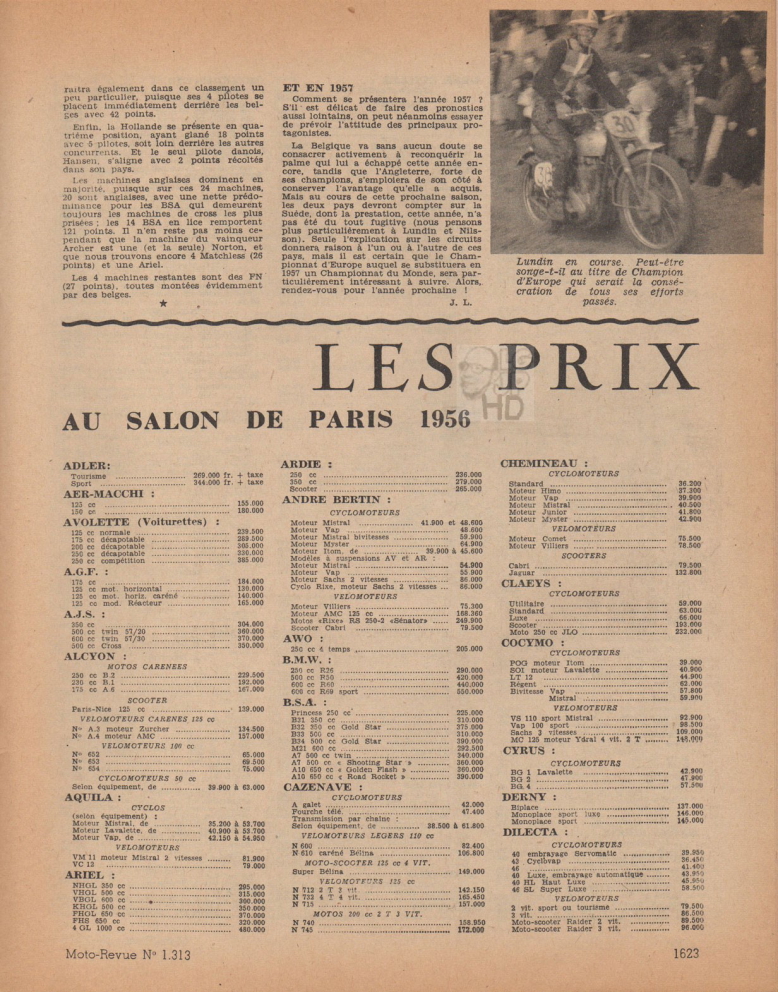 raîtra également dans ce classement un
peu particulier, puisque ses 4 pilotes se
placent immédiatement derrière les bel-
ges avec 42 points.
Enfin, la Hollande se présente en qua-
trième position, ayant glané 18 points
avec 5 pilotes, soit loin derrière les autres
concurrents. Et le seul pilote danois,
Hansen, s'aligne avec 2 points récoltés
dans son pays.
Les machines anglaises dominent en
majorité, puisque sur ces 24 machines,
20 sont anglaises, avec une nette prédo-
minance pour les BSA qui demeurent
toujours les machines de cross les plus
prisées : les 14 BSA en lice remportent
121 points. Il n'en reste pas moins ce-
pendant que la machine du vainqueur
Archer est une (et la seule) Norton, et
que nous trouvons encore 4 Matchless (26
points) et une Ariel.
Les 4 machines restantes sont des FN
(27 points), toutes montées évidemment
par des belges.
★
ET EN 1957
Comment se présentera l'année 1957 ?
S'il est délicat de faire des pronostics
aussi lointains, on peut néanmoins essayer
de prévoir l'attitude des principaux pro-
tagonistes.
La Belgique va sans aucun doute se
consacrer activement à reconquérir la
palme qui lui a échappé cette année en-
core, tandis que l'Angleterre, forte de
ses champions, s'emploiera de son côté à
conserver l'avantage qu'elle a acquis.
Mais au cours de cette prochaine saison,
les deux pays devront compter sur la
Suède, dont la prestation, cette année, n'a
pas été du tout fugitive (nous pensons
plus particulièrement à Lundin et Nils-
son). Seule l'explication sur les circuits
donnera raison à l'un ou à l'autre de ces
pays, mais il est certain que le Cham-
pionnat d'Europe auquel se substituera en
1957 un Championnat du Monde, sera par-
ticulièrement intéressant à suivre. Alors,
rendez-vous pour l'année prochaine !
J. L.
30
36
Lundin en course. Peut-être
songe-t-il au titre de Champion
d'Europe qui serait la consé-
cration de tous ses efforts
passés.
LES PRIX
HD
AU SALON DE PARIS 1956
ADLER:
Tourisme 269.000 fr. + taxe
Sport 344.000 fr. + taxe
AER-MACCHI :
125 cc 155.000
150 cc 180.000
AVOLETTE (Voiturettes) :
125 cc normale 239.500
175 cc décapotable 289.500
200 cc décapotable 305.000
250 cc décapotable 330.000
250 cc compétition 385.000
A.G.F. :
175 cc 184.000
125 cc mot. horizontal 130.000
125 cc mot. horiz. caréné 140.000
125 cc mod. Réacteur 165.000
A.J.S. :
350 cc 304.000
500 cc twin 57/20 360.000
600 cc twin 57/30 370.000
500 cc Cross 350.000
ALCYON :
MOTOS CARENEES
250 cc B.2 229.500
230 cc B.1 192.000
175 cc A.6 167.000
SCOOTER
Paris-Nice 125 cc 139.000
VELOMOTEURS CARENES 125 cc
N° A.3 moteur Zurcher 134.500
N° A.4 moteur AMC 157.000
VELOMOTEURS 100 cc
N° 652 65.000
N° 653 69.500
N° 654 75.000
CYCLOMOTEURS 50 cc
Selon équipement, de 39.900 à 63.000
AQUILA :
CYCLOS
(selon équipement) :
Moteur Mistral, de 35.200 à 53.700
Moteur Lavalette, de 40.900 à 53.700
Moteur Vap, de 42.150 à 54.950
VELOMOTEURS
VM 11 moteur Mistral 2 vitesses 81.900
VC 12 79.000
ARIEL :
NHGL 350 cc 295.000
VHGL 500 cc 315.000
VBGL 600 cc 300.000
KHGL 500 cc 350.000
FHGL 650 cc 370.000
FHS 650 cc 320.000
4 GL 1000 cc 480.000
ARDIE :
250 cc 236.000
350 cc 279.000
Scooter 265.000
ANDRE BERTIN :
CYCLOMOTEURS
Moteur Mistral 41.900 et 48.600
Moteur Vap 48.600
Moteur Mistral bivitesses 59.900
Moteur Myster 64.900
Moteur Itom, de 39.900 à 45.600
Modèles à suspensions AV et AR :
Moteur Mistral 54.900
Moteur Vap 55.900
Moteur Sachs 2 vitesses 86.000
Cyclo Rixe, moteur Sachs 2 vitesses 86.000
VELOMOTEURS
Moteur Villiers 75.300
Moteur AMC 125 cc 168.360
Motos «Rixe» RS 250-2 «Sénator» 249.900
Scooter Cabri 79.500
AWO :
250 cc 4 temps 205.000
B.M.W. :
250 cc R26 290.000
500 cc R50 420.000
600 cc R60 440.000
600 cc R69 sport 550.000
B.S.A. :
Princess 250 cc 225.000
B31 350 cc 310.000
B32 350 cc Gold Star 375.000
B33 500 cc 310.000
B34 500 cc Gold Star 390.000
M21 600 cc 292.500
A7 500 cc twin 340.000
A7 500 cc « Shooting Star » 360.000
A10 650 cc « Golden Flash » 360.000
A10 650 cc « Road Rocket » 390.000
CAZENAVE :
CYCLOMOTEURS
A galet 42.000
Fourche télé. 47.400
Transmission par chaîne :
Selon équipement, de 38.500 à 61.800
VELOMOTEURS LEGERS 110 cc
N 600 82.400
N 610 caréné Bélina 106.800
MOTO-SCOOTER 125 cc 4 VIT.
Super Bélina 149.000
VELOMOTEURS 125 cc
N 712 2 T 3 vit. 142.150
N 733 4 T 4 vit. 165.450
N 715 157.000
MOTOS 200 cc 2 T 3 VIT.
N 740 158.950
N 745 172.000
CHEMINEAU :
CYCLOMOTEURS
Standard 36.200
Moteur Himo 37.200
Moteur Vap 39.900
Moteur Mistral 40.500
Moteur Junior 41.800
Moteur Myster 42.900
VELOMOTEURS
Moteur Comet 75.500
Moteur Villiers 78.500
SCOOTERS
Cabri 79.500
Jaguar 132.800
CLAEYS :
CYCLOMOTEURS
Utilitaire 59.000
Standard 63.000
Luxe 66.000
Scooter 193.000
Moto 250 cc JLO 232.000
COCYMO :
CYCLOMOTEURS
POG moteur Itom 39.000
SOI moteur Lavalette 40.900
LT 12 44.900
Régent 62.000
Bivitesse Vap 57.800
Mistral 59.900
VELOMOTEURS
VS 110 sport Mistral 92.900
Vap 100 sport 98.500
Sachs 3 vitesses 109.000
MC 125 moteur Ydral 4 vit. 2 T 148.000
CYRUS :
CYCLOMOTEURS
BG 1 Lavalette 42.900
BG 2 47.900
BG 4 57.500
DERNY :
Biplace 137.000
Monoplace sport luxe 146.000
Monoplace sport 145.000
DILECTA :
CYCLOMOTEURS
40 embrayage Servomatic 39.950
43 Cyclbvap 36.450
46 41.400
40 Luxe, embrayage automatique 43.950
40 HL Haut Luxe 45.950
46 SL Super Luxe 58.500
VELOMOTEURS
2 vit. sport ou tourisme 79.500
3 vit. 86.500
Moto-scooter Raider 2 vit. 89.500
Moto-scooter Raider 3 vit. 96.000
Moto-Revue N° 1.313
1623